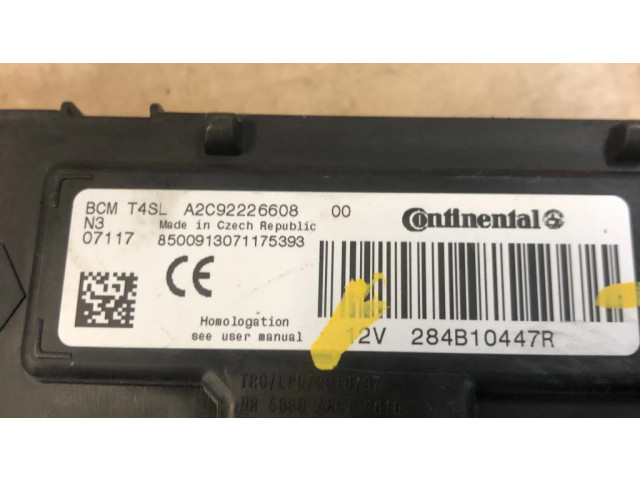 BCM T4SL A2C92226608 00
N3 Made in Czech Republic
07117 8500913071175393
Continental
CE
Homologation
see user manual
12V 284B10447R